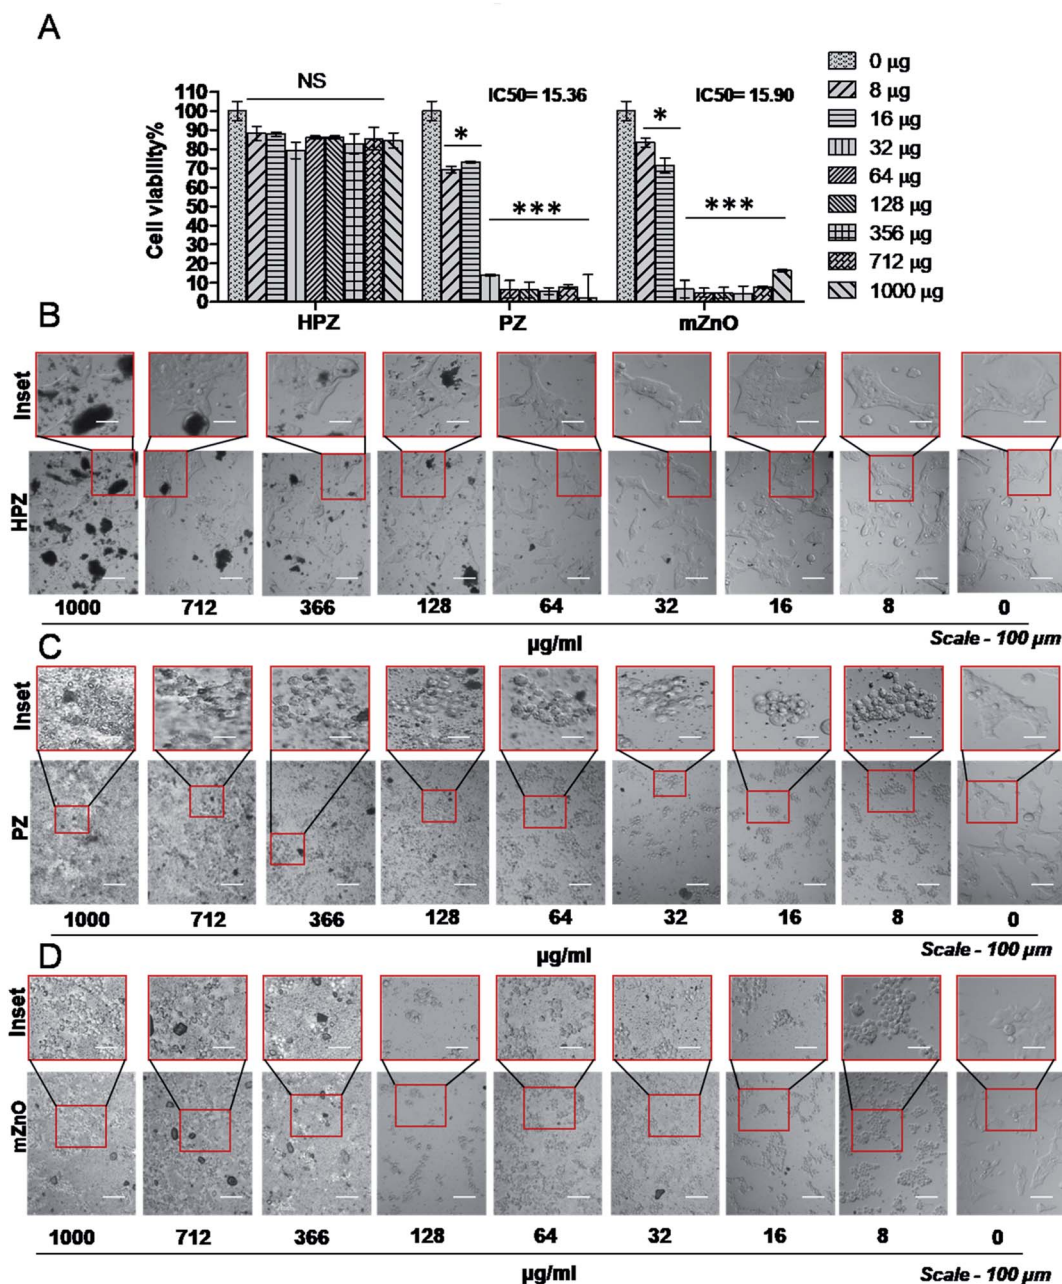 A
NS
IC50= 15.36
IC50= 15.90
*
*
***
***
Cell viability%
110
100
90
80
70
60
50
40
30
20
10
0
HPZ
PZ
mZnO
0 µg
8 µg
16 µg
32 µg
64 µg
128 µg
356 µg
712 µg
1000 µg
B
Inset
HPZ
1000 712 366 128 64 32 16 8 0
µg/ml
Scale - 100 µm
C
Inset
PZ
1000 712 366 128 64 32 16 8 0
µg/ml
Scale - 100 µm
D
Inset
mZnO
1000 712 366 128 64 32 16 8 0
µg/ml
Scale - 100 µm